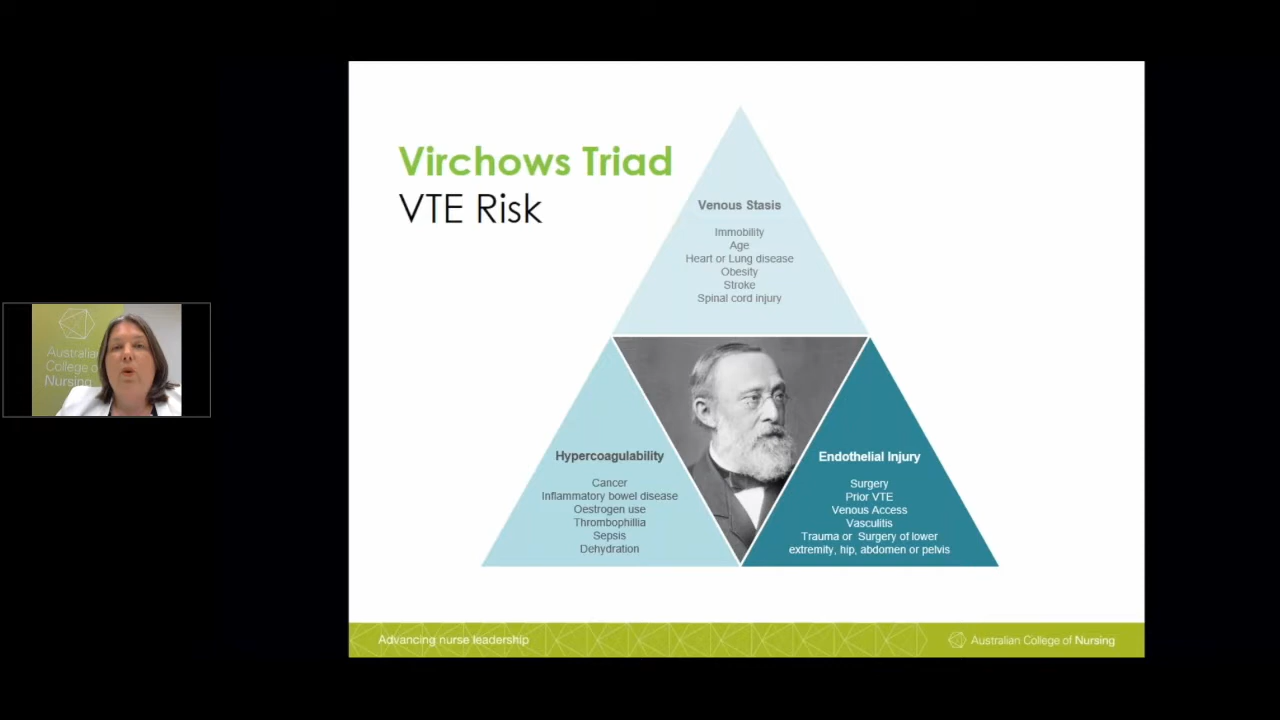 Virchows Triad
VTE Risk
Venous Stasis
Immobility
Age
Heart or Lung disease
Obesity
Stroke
Spinal cord injury
Hypercoagulability
Cancer
Inflammatory bowel disease
Oestrogen use
Thrombophillia
Sepsis
Dehydration
Endothelial Injury
Surgery
Prior VTE
Venous Access
Vasculitis
Trauma or Surgery of lower
extremity, hip, abdomen or pelvis
Australian
College of
Nursing
Advancing nurse leadership
Australian College of Nursing